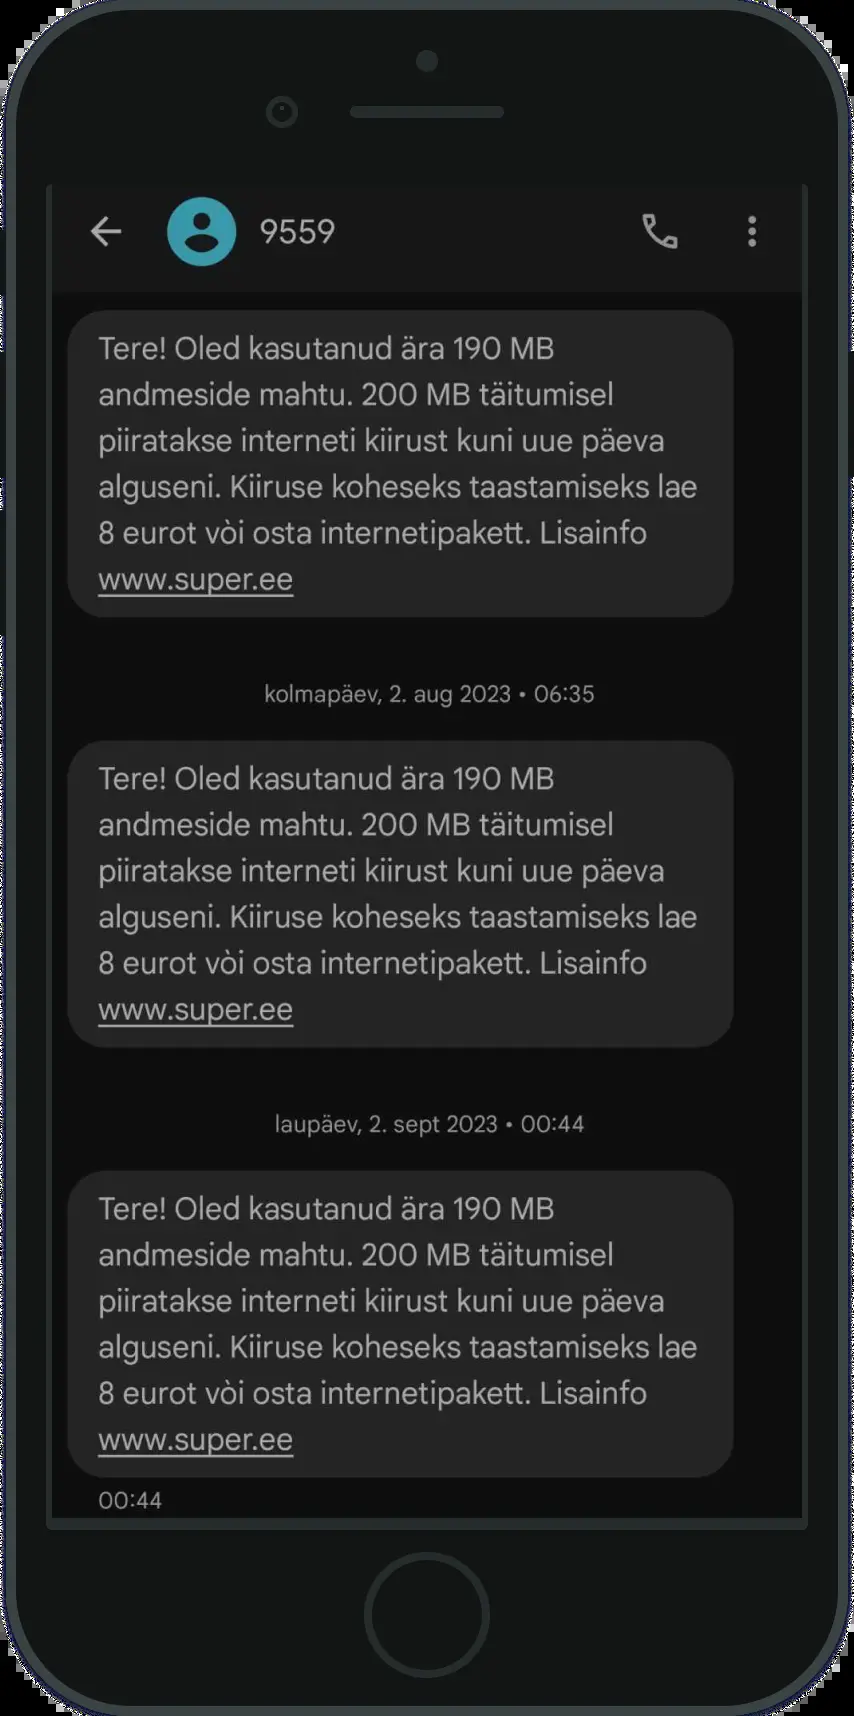 9559
Tere! Oled kasutanud ära 190 MB
andmeside mahtu. 200 MB täitumisel
piiratakse interneti kiirust kuni uue päeva
alguseni. Kiiruse koheseks taastamiseks lae
8 eurot vòi osta internetipakett. Lisainfo
www.super.ee
kolmapäev, 2. aug 2023 • 06:35
Tere! Oled kasutanud ära 190 MB
andmeside mahtu. 200 MB täitumisel
piiratakse interneti kiirust kuni uue päeva
alguseni. Kiiruse koheseks taastamiseks lae
8 eurot vòi osta internetipakett. Lisainfo
www.super.ee
laupäev, 2. sept 2023 • 00:44
Tere! Oled kasutanud ära 190 MB
andmeside mahtu. 200 MB täitumisel
piiratakse interneti kiirust kuni uue päeva
alguseni. Kiiruse koheseks taastamiseks lae
8 eurot vòi osta internetipakett. Lisainfo
www.super.ee
00:44